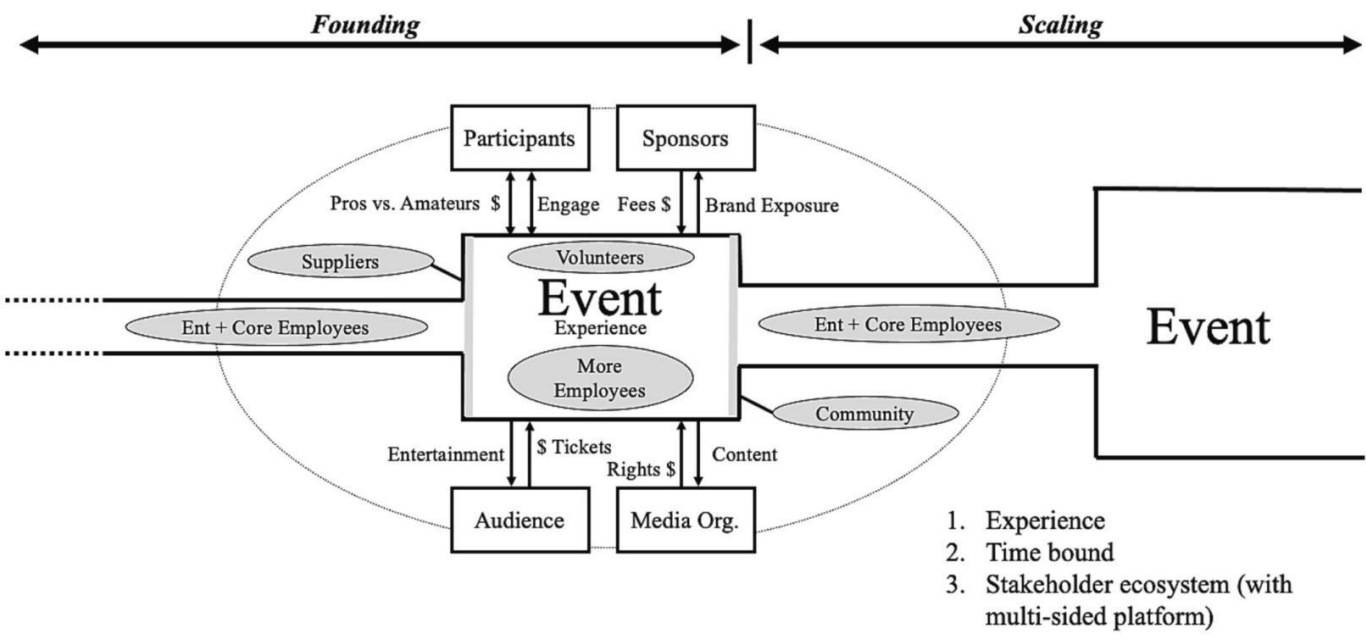 Founding
Scaling
Participants
Sponsors
Pros vs. Amateurs $
Engage
Fees $
Brand Exposure
Suppliers
Volunteers
Event
Experience
Ent + Core Employees
Ent + Core Employees
Event
More
Employees
Community
Entertainment
$ Tickets
Rights $
Content
Audience
Media Org.
1. Experience
2. Time bound
3. Stakeholder ecosystem (with
multi-sided platform)